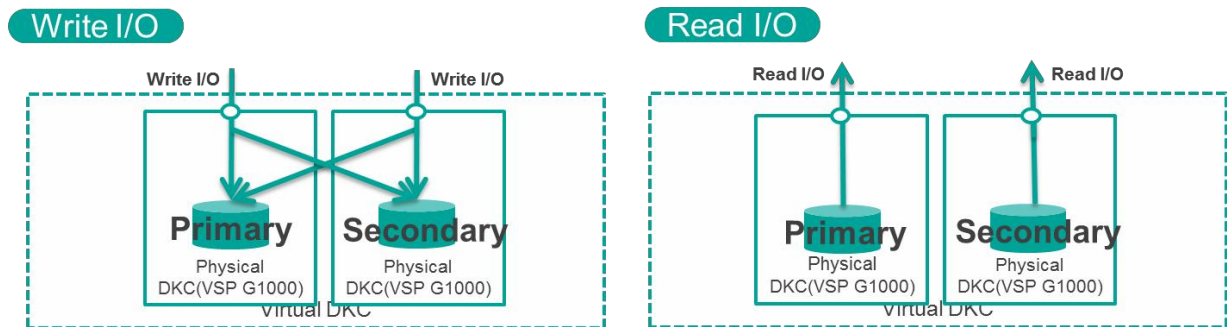 Write I/O
Write I/O
Write I/O
Primary
Secondary
Physical
DKC(VSP G1000)
Physical
DKC(VSP G1000)
Virtual DKC
Read I/O
Read I/O
Read I/O
Primary
Secondary
Physical
DKC(VSP G1000)
Physical
DKC(VSP G1000)
Virtual DKC